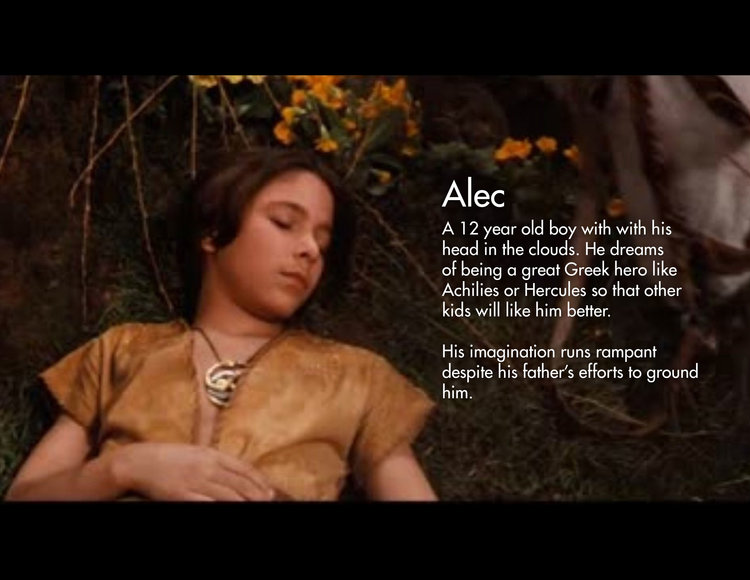 Alec
A 12 year old boy with with his
head in the clouds. He dreams
of being a great Greek hero like
Achilies or Hercules so that other
kids will like him better.
His imagination runs rampant
despite his father's efforts to ground
him.